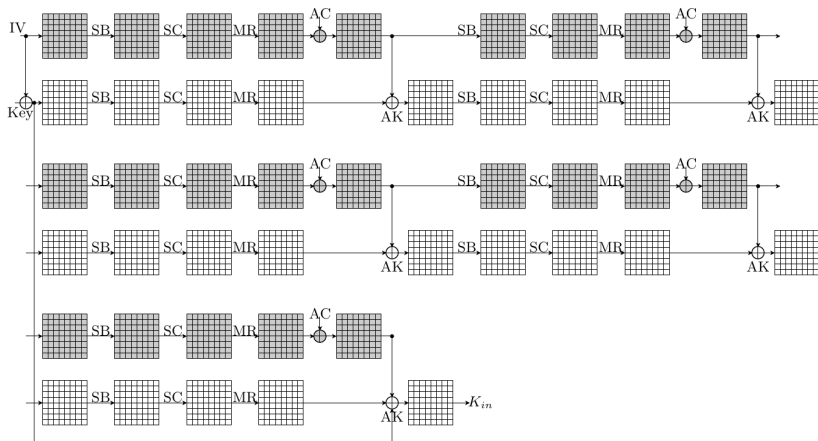 IV SB SC MR AC SB SC MR AC
Key SB SC MR AK SB SC MR AK
SB SC MR AC SB SC MR AC
SB SC MR AK SB SC MR AK
SB SC MR AC
SB SC MR AK K_{in}